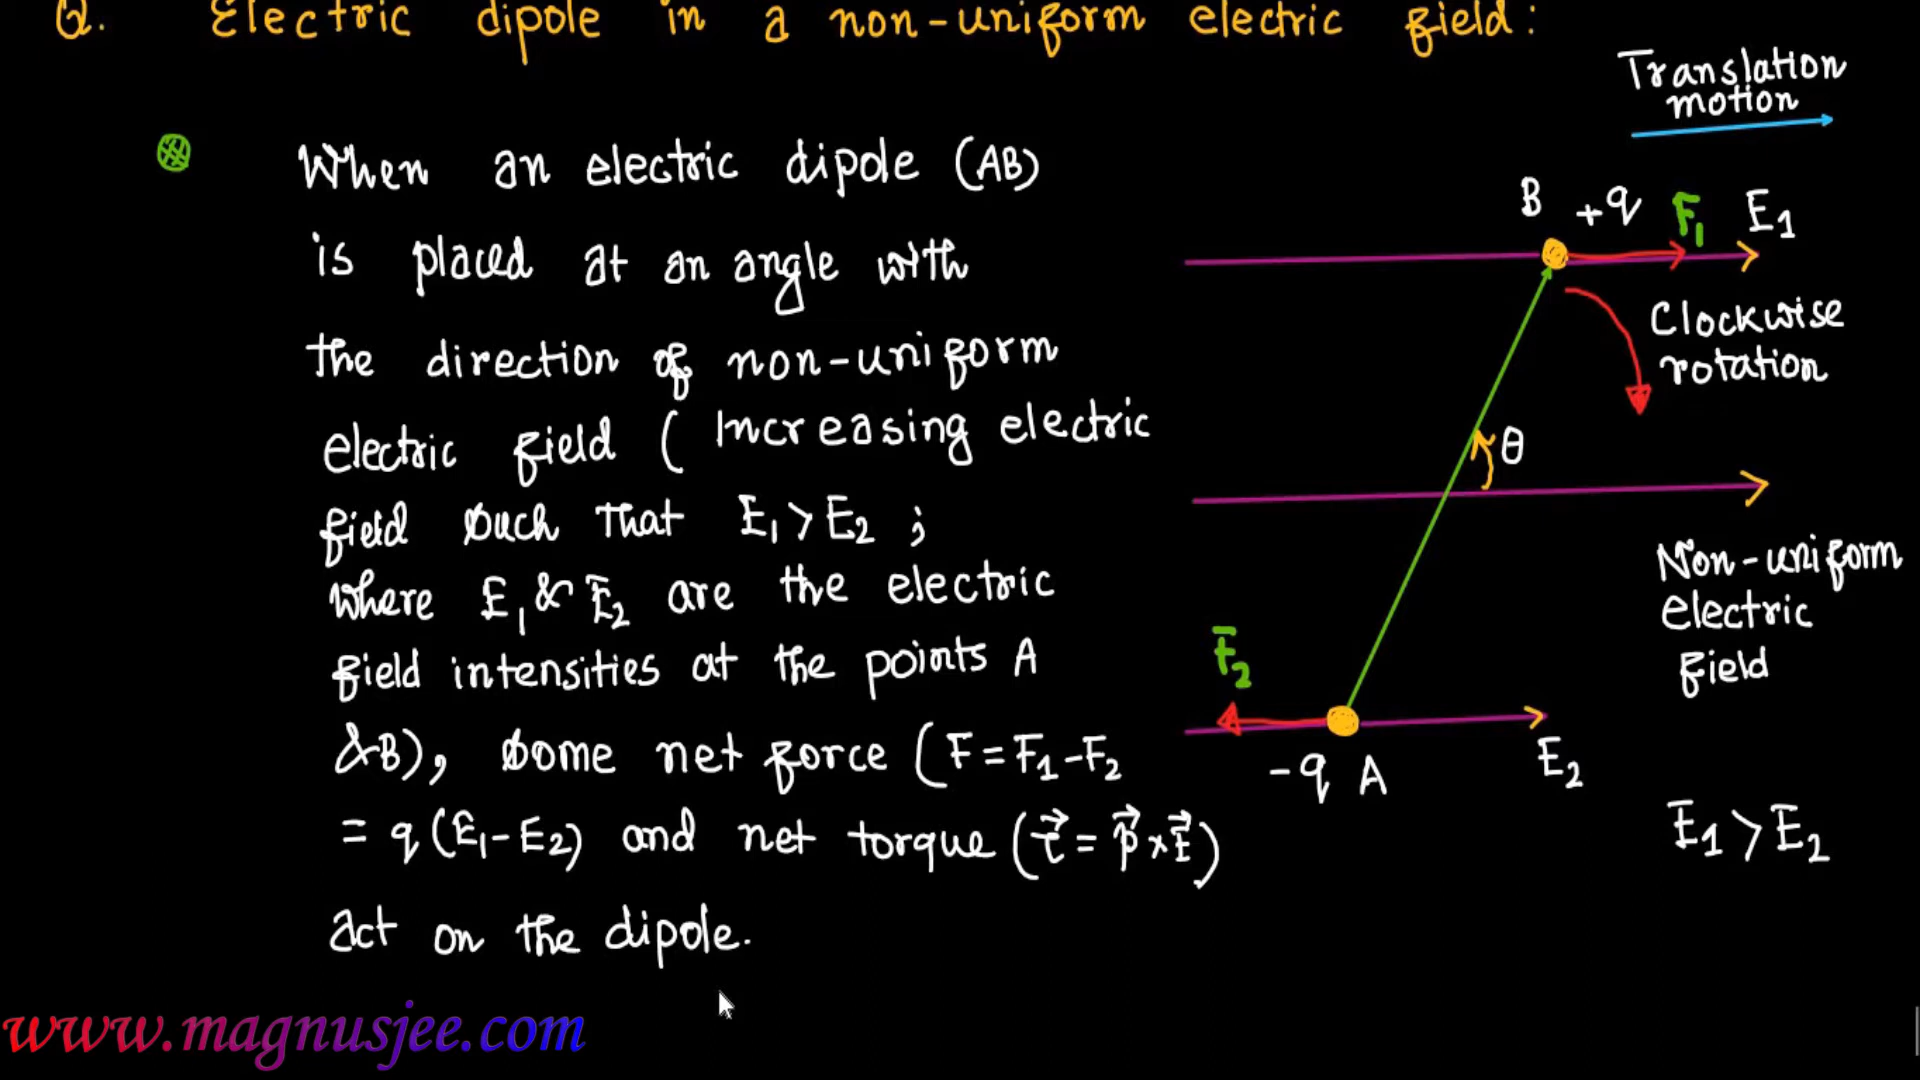 Q. Electric dipole in a non-uniform electric field:
When an electric dipole (AB)
is placed at an angle with
the direction of non-uniform
electric field ( Increasing electric
field such that E1 > E2 ;
where E1 & E2 are the electric
field intensities at the points A
&B), some net force (F = F1 - F2
= q (E1 - E2) and net torque (τ⃗ = p⃗ × E⃗)
act on the dipole.
Translation
motion
B +q F1 E1
Clockwise
rotation
θ
Non-uniform
electric
field
F2
-q A E2
E1 > E2
www.magnusjee.com